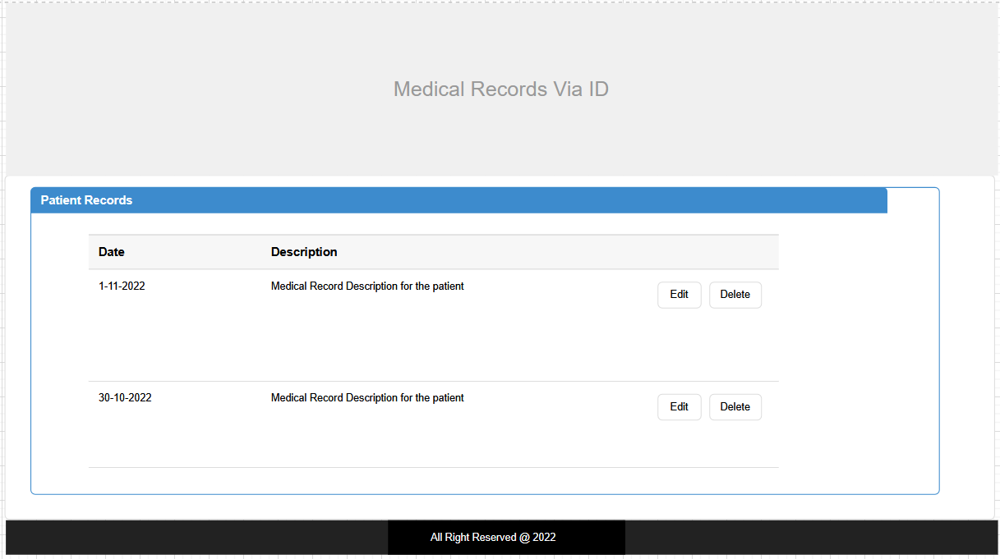 Medical Records Via ID
Patient Records
Date Description
1-11-2022 Medical Record Description for the patient Edit Delete
30-10-2022 Medical Record Description for the patient Edit Delete
All Right Reserved @ 2022